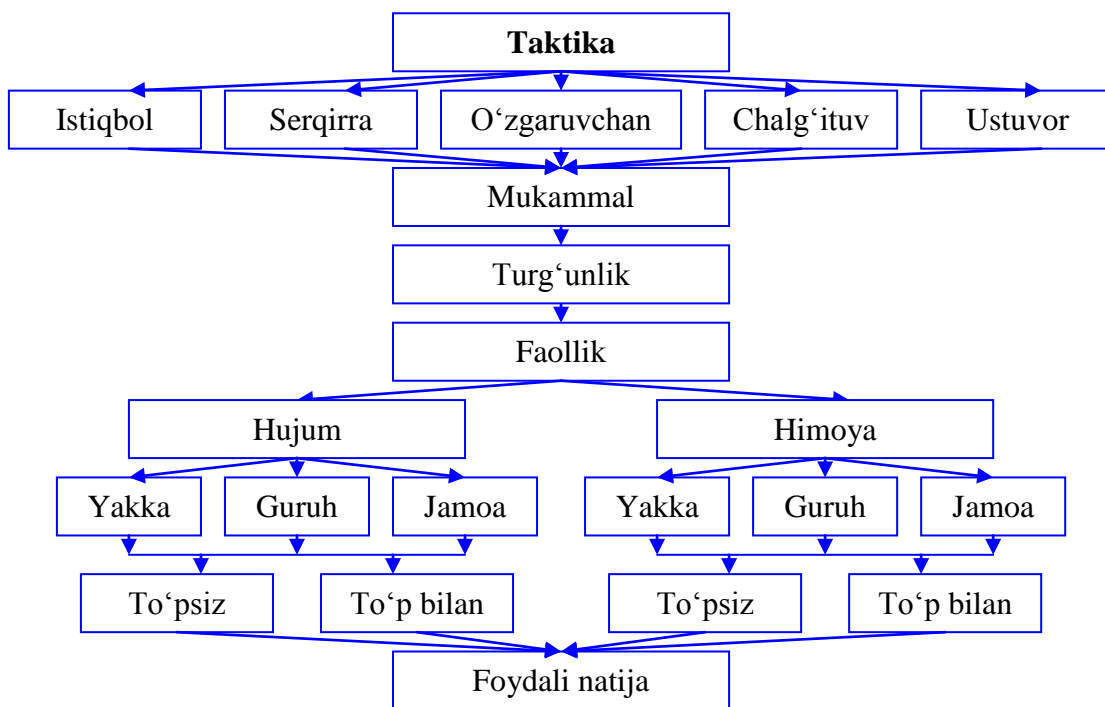 Taktika
Istiqbol Serqirra O‘zgaruvchan Chalg‘ituv Ustuvor
Mukammal
Turg‘unlik
Faollik
Hujum Himoya
Yakka Guruh Jamoa Yakka Guruh Jamoa
To‘psiz To‘p bilan To‘psiz To‘p bilan
Foydali natija